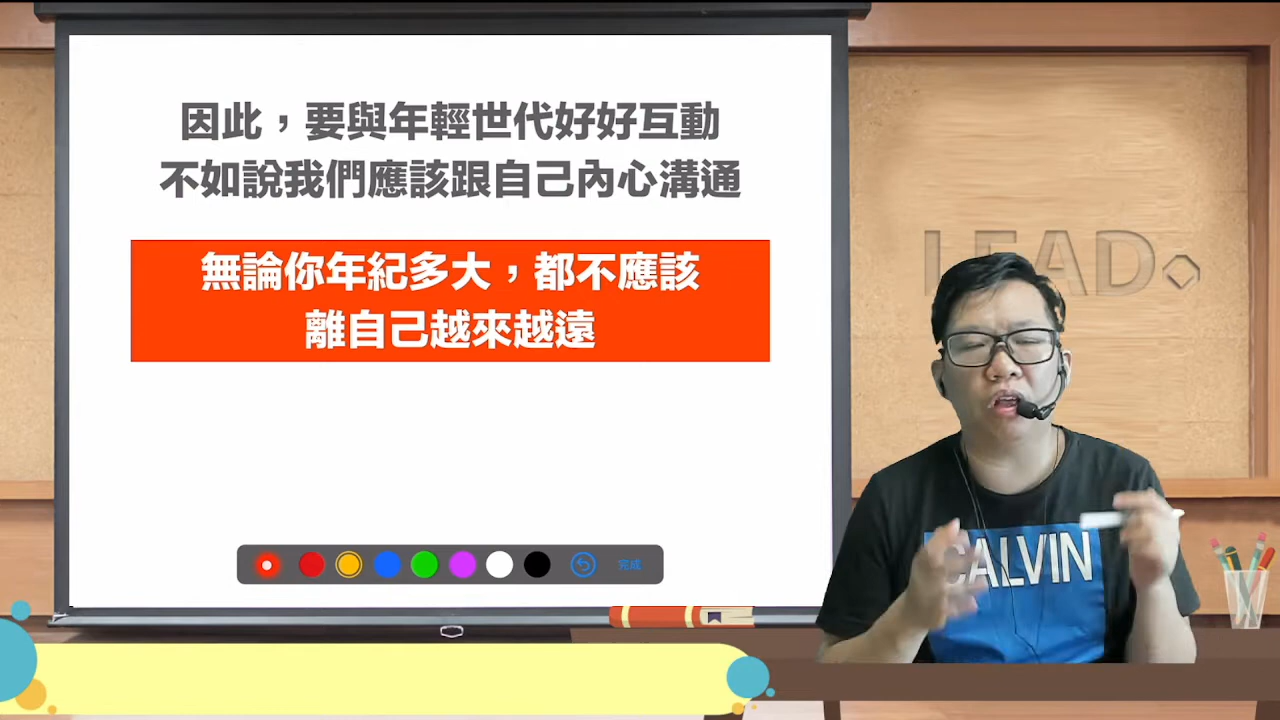 因此，要與年輕世代好好互動
不如說我們應該跟自己內心溝通
無論你年紀多大，都不應該
離自己越來越遠
LEAD
CALVIN
完成